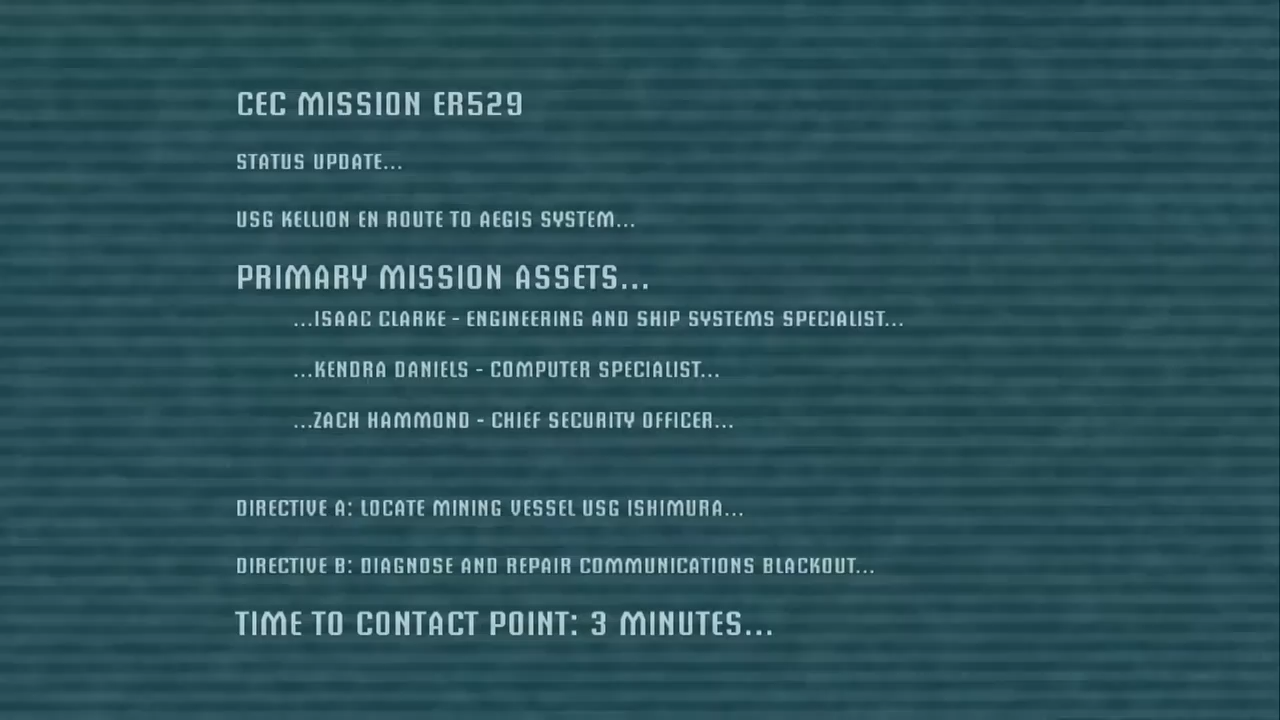 CEC MISSION ER529
STATUS UPDATE...
USG KELLION EN ROUTE TO AEGIS SYSTEM...
PRIMARY MISSION ASSETS...
...ISAAC CLARKE - ENGINEERING AND SHIP SYSTEMS SPECIALIST...
...KENDRA DANIELS - COMPUTER SPECIALIST...
...ZACH HAMMOND - CHIEF SECURITY OFFICER...
DIRECTIVE A: LOCATE MINING VESSEL USG ISHIMURA...
DIRECTIVE B: DIAGNOSE AND REPAIR COMMUNICATIONS BLACKOUT...
TIME TO CONTACT POINT: 3 MINUTES...